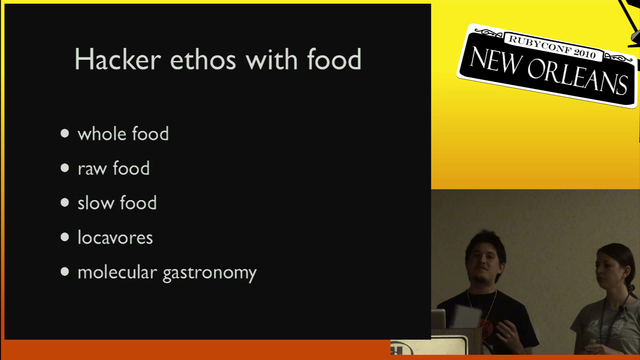 Hacker ethos with food
RUBYCONF 2010
NEW ORLEANS
• whole food
• raw food
• slow food
• locavores
• molecular gastronomy